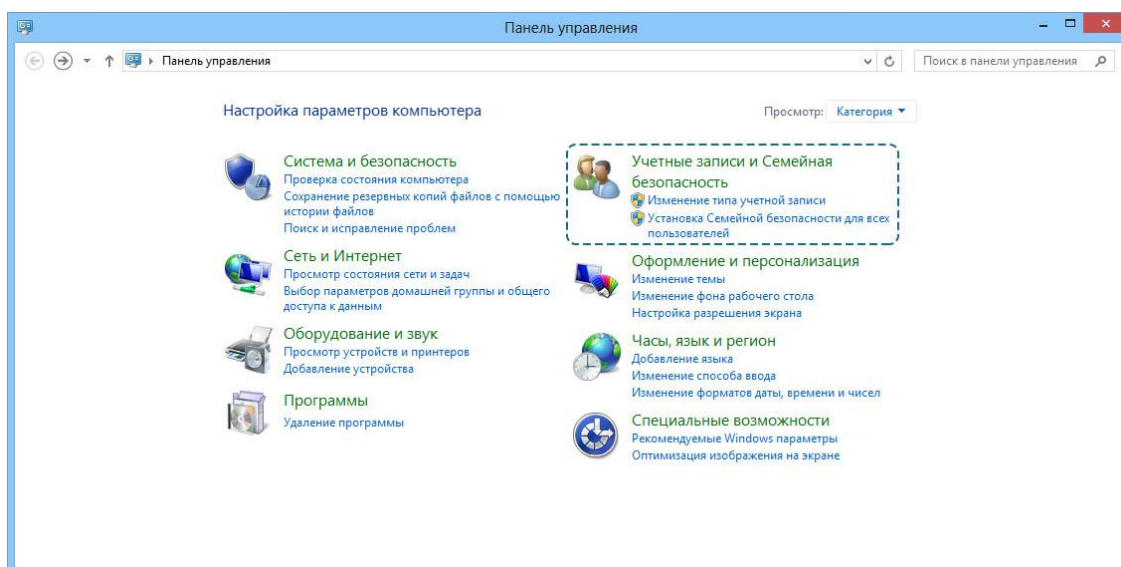 Панель управления
Панель управления
Поиск в панели управления
Настройка параметров компьютера
Просмотр: Категория
Система и безопасность
Проверка состояния компьютера
Сохранение резервных копий файлов с помощью
истории файлов
Поиск и исправление проблем
Сеть и Интернет
Просмотр состояния сети и задач
Выбор параметров домашней группы и общего
доступа к данным
Оборудование и звук
Просмотр устройств и принтеров
Добавление устройства
Программы
Удаление программы
Учетные записи и Семейная
безопасность
Изменение типа учетной записи
Установка Семейной безопасности для всех
пользователей
Оформление и персонализация
Изменение темы
Изменение фона рабочего стола
Настройка разрешения экрана
Часы, язык и регион
Добавление языка
Изменение способа ввода
Изменение форматов даты, времени и чисел
Специальные возможности
Рекомендуемые Windows параметры
Оптимизация изображения на экране